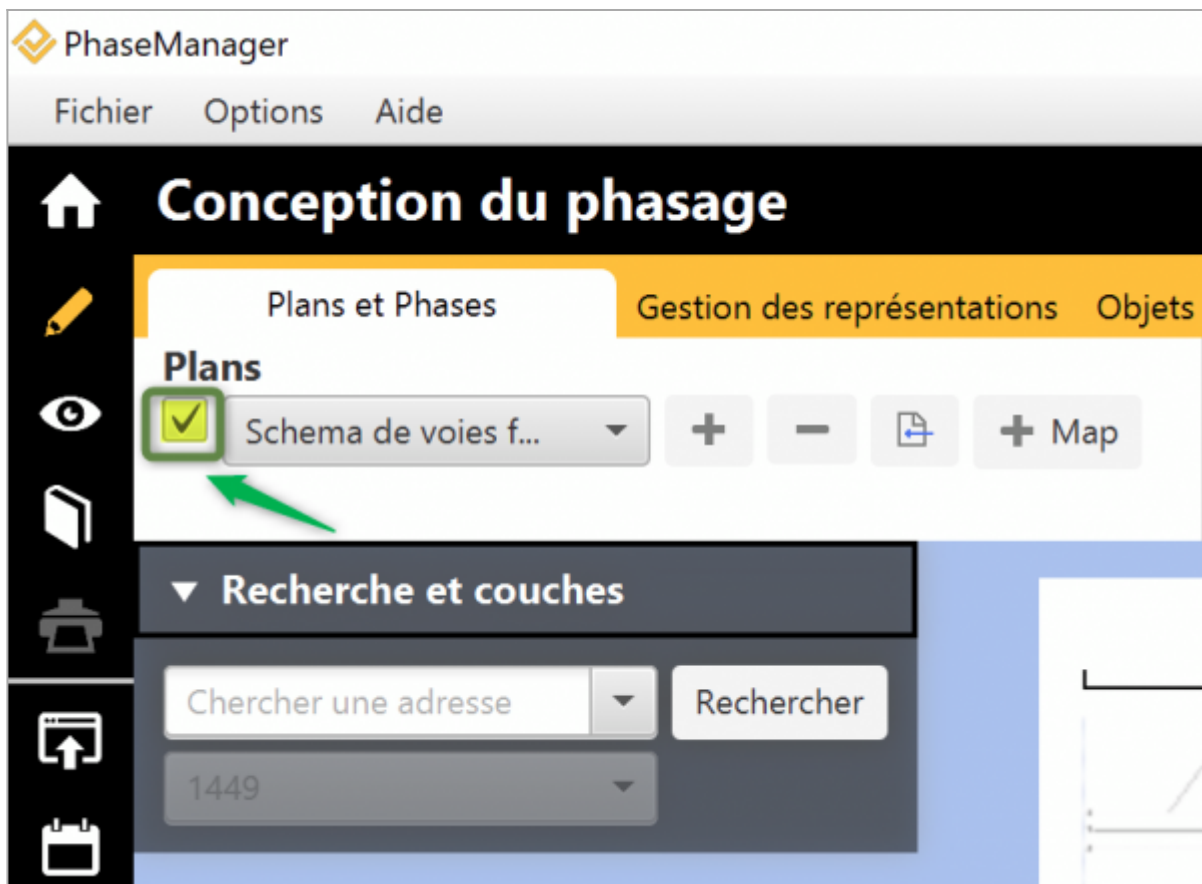 PhaseManager
Fichier Options Aide
Conception du phasage
Plans et Phases Gestion des représentations Objets
Plans
Schema de voies f... Map
Recherche et couches
Chercher une adresse Rechercher
1449